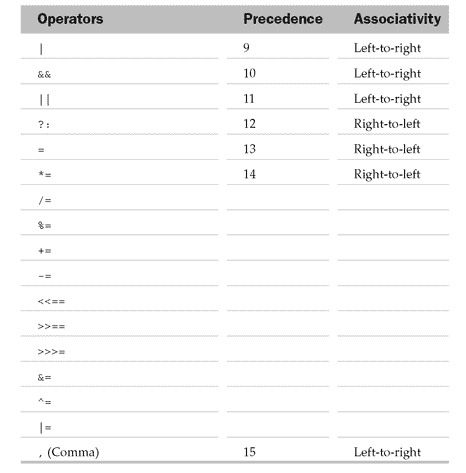 Operators Precedence Associativity
| 9 Left-to-right
&& 10 Left-to-right
|| 11 Left-to-right
?: 12 Right-to-left
= 13 Right-to-left
*= 14 Right-to-left
/=
%=
+=
-=
<<==
>>==
>>>=
&=
^=
|=
, (Comma) 15 Left-to-right